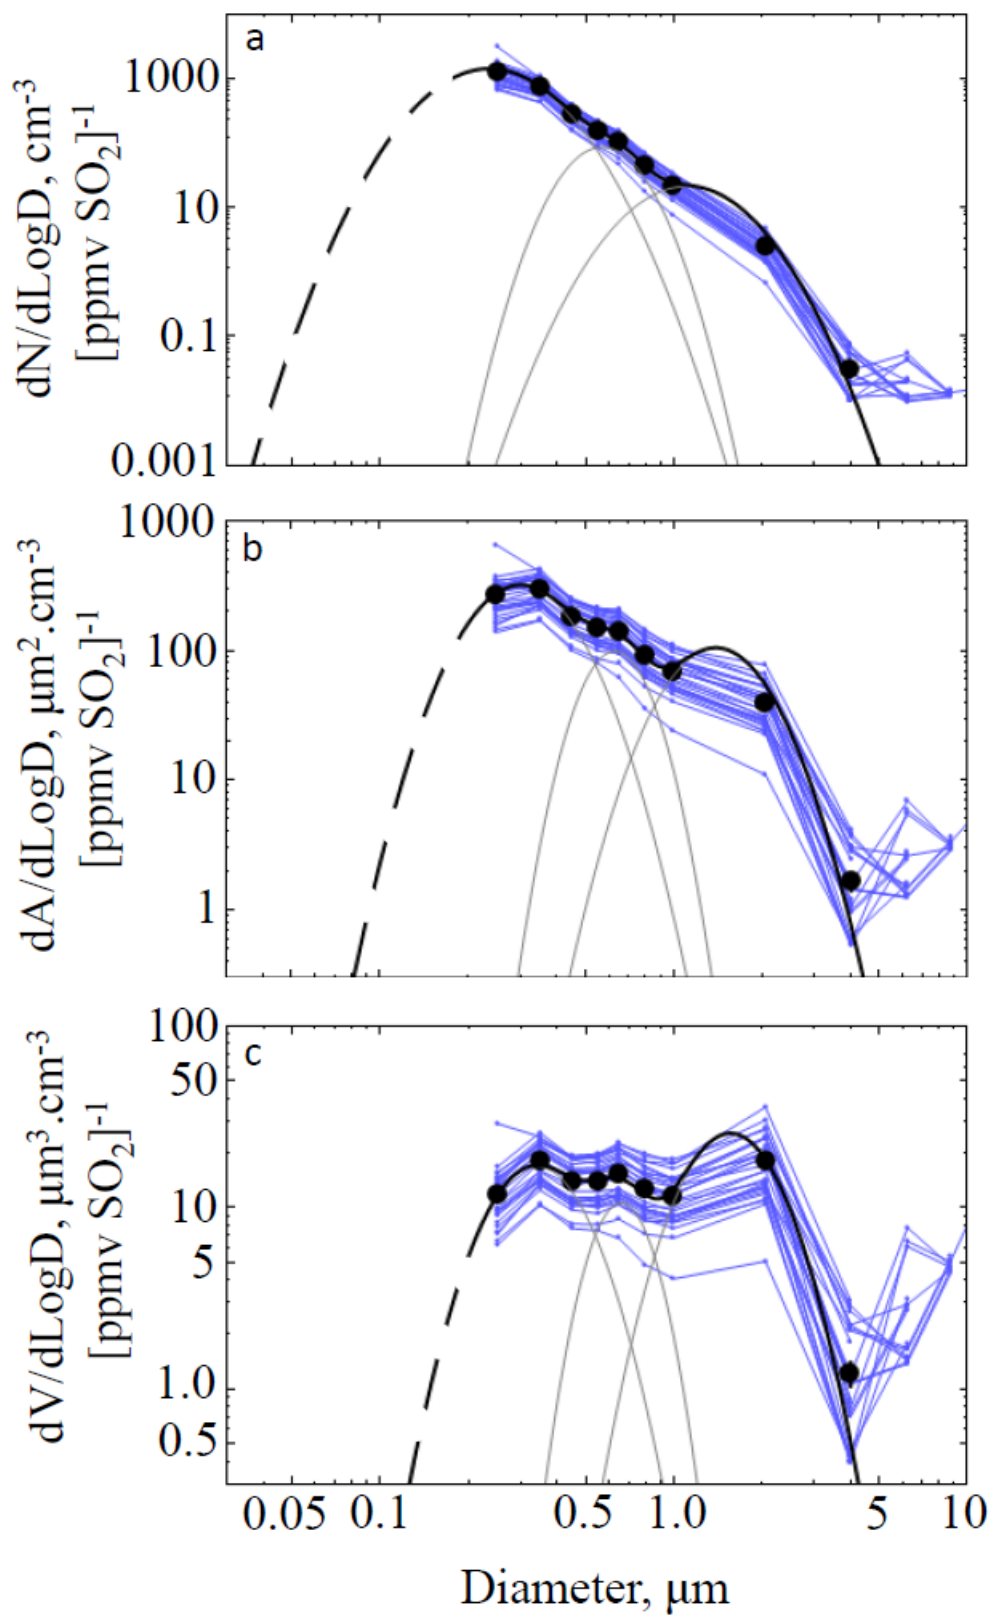 a
1000
10
0.1
0.001
dN/dLogD, cm-3
[ppmv SO2]-1
b
1000
100
10
1
dA/dLogD, μm2.cm-3
[ppmv SO2]-1
c
100
50
10
5
1.0
0.5
dV/dLogD, μm3.cm-3
[ppmv SO2]-1
0.05 0.1 0.5 1.0 5 10
Diameter, μm